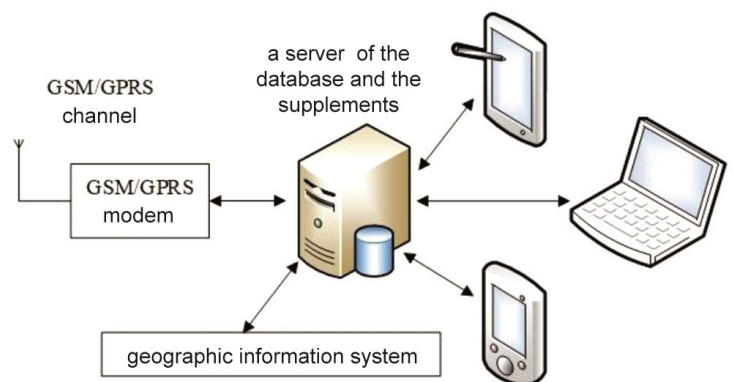 a server of the
database and the
supplements
GSM/GPRS
channel
GSM/GPRS
modem
geographic information system